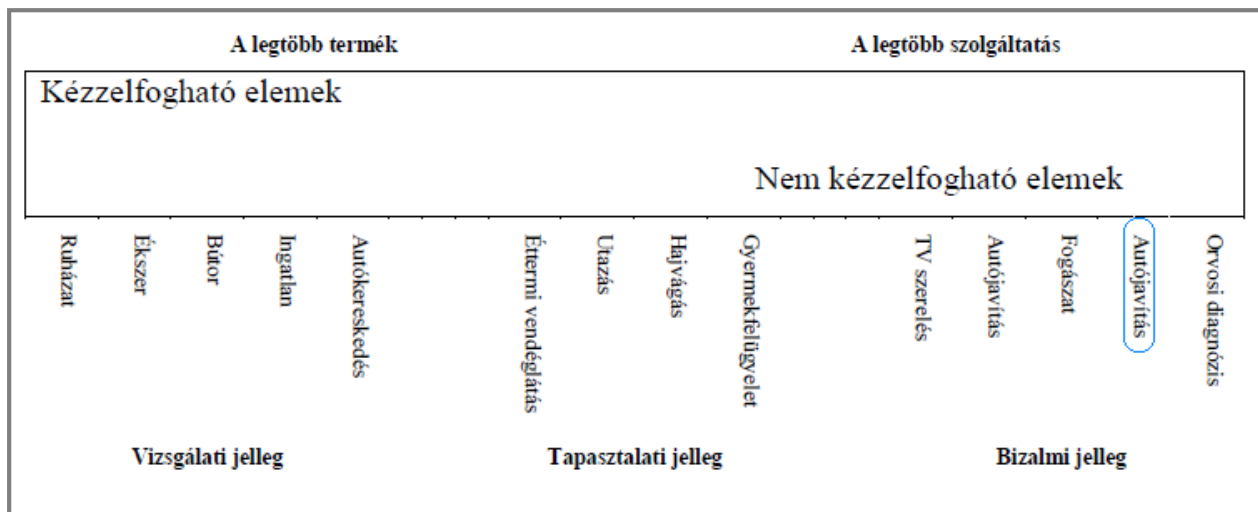 A legtöbb termék
A legtöbb szolgáltatás
Kézzelfogható elemek
Nem kézzelfogható elemek
Ruházat
Ékszer
Bútor
Ingatlan
Autókereskedés
Éttermi vendéglátás
Utazás
Hajvágás
Gyermekfelügyelet
TV szerelés
Autójavítás
Fogászat
Autójavítás
Orvosi diagnózis
Vizsgálati jelleg
Tapasztalati jelleg
Bizalmi jelleg